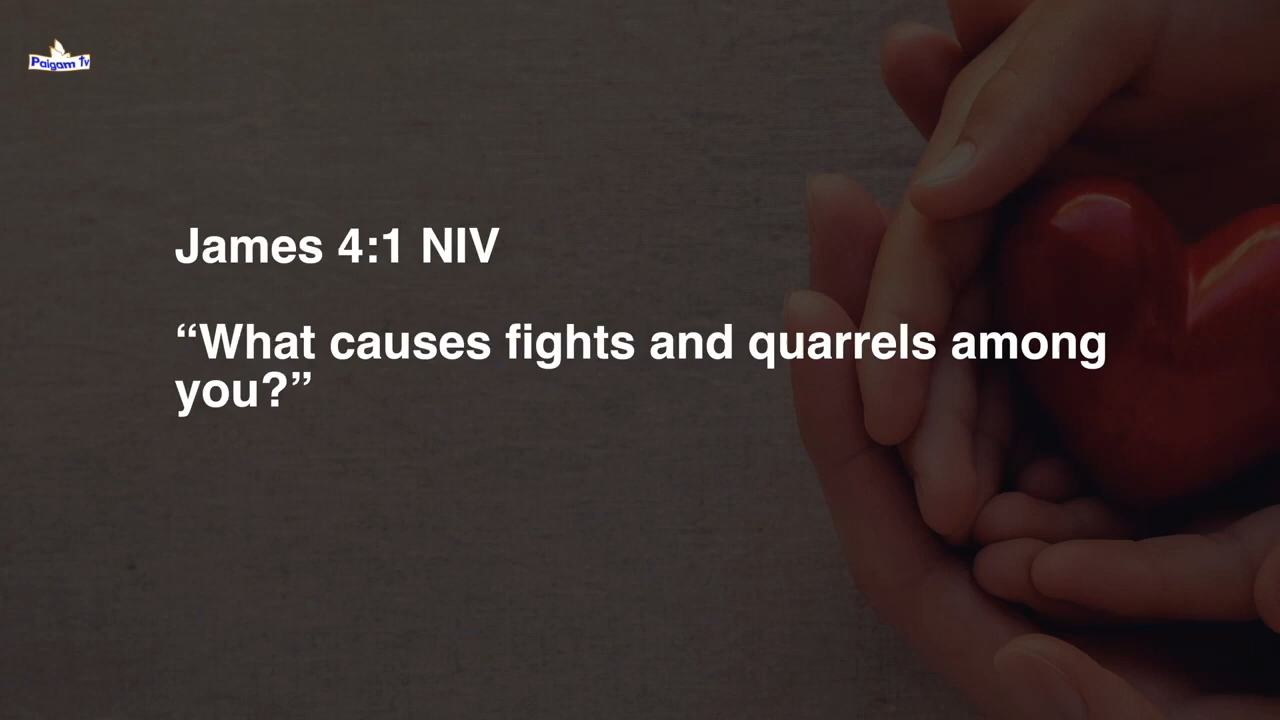 Paigam Tv
James 4:1 NIV
“What causes fights and quarrels among
you?”